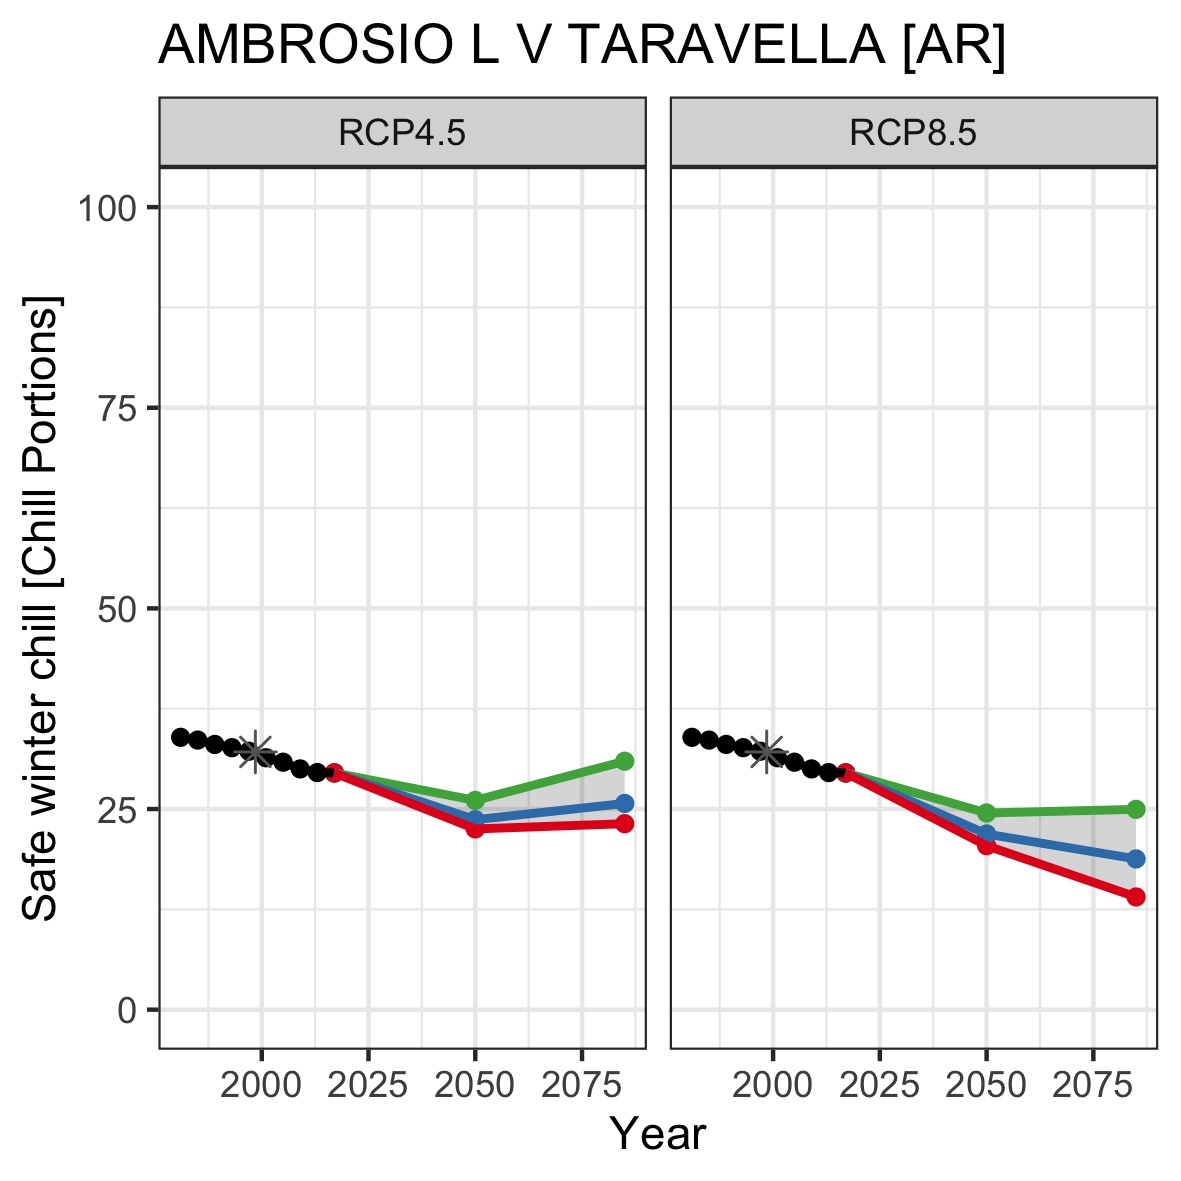 AMBROSIO L V TARAVELLA [AR]
RCP4.5
RCP8.5
Safe winter chill [Chill Portions]
100
75
50
25
0
2000 2025 2050 2075
2000 2025 2050 2075
Year